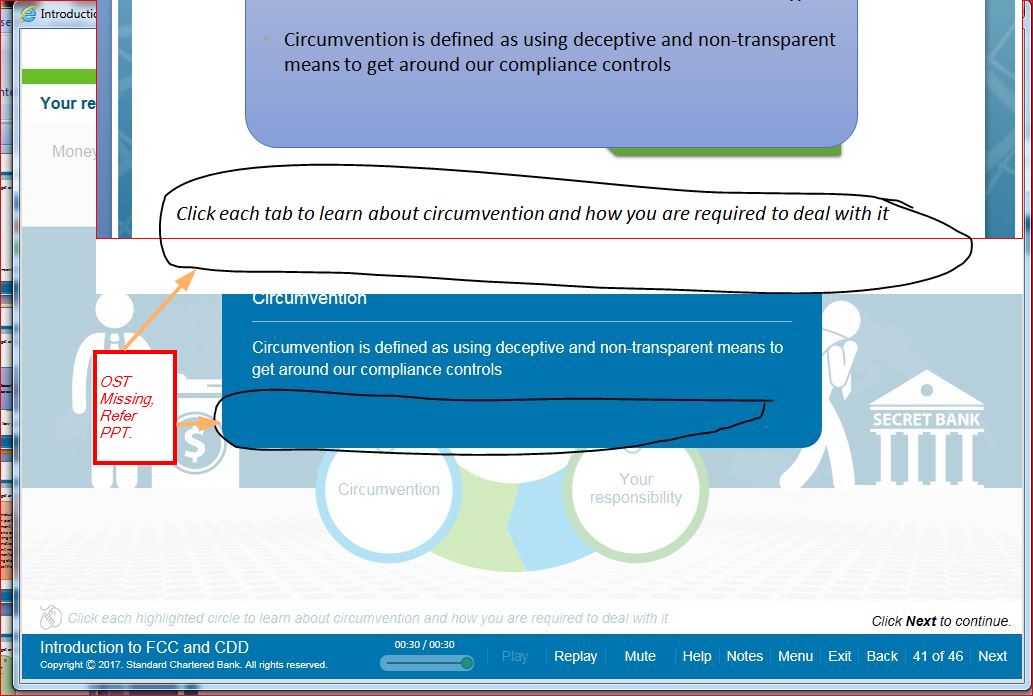 Introductio
Circumvention is defined as using deceptive and non-transparent
means to get around our compliance controls
Your re
Money
Click each tab to learn about circumvention and how you are required to deal with it
Circumvention
Circumvention is defined as using deceptive and non-transparent means to
get around our compliance controls
OST
Missing,
Refer
PPT.
$
SECRET BANK
Circumvention
Your
responsibility
Click each highlighted circle to learn about circumvention and how you are required to deal with it
Click Next to continue.
Introduction to FCC and CDD
Copyright © 2017. Standard Chartered Bank. All rights reserved.
00:30 / 00:30
Play Replay Mute Help Notes Menu Exit Back 41 of 46 Next